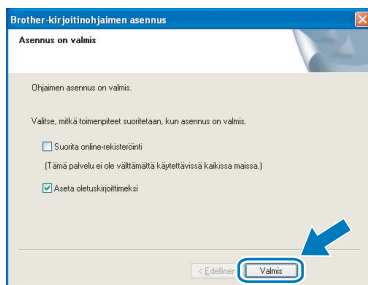 Brother-kirjoitinohjaimen asennus
Asennus on valmis
Ohjaimen asennus on valmis.
Valitse, mitkä toimenpiteet suoritetaan, kun asennus on valmis.
Suorita online-rekisteröinti
(Tämä palvelu ei ole välttämättä käytettävissä kaikissa maissa.)
Aseta oletuskirjoittimeksi
< Edellinen
Valmis